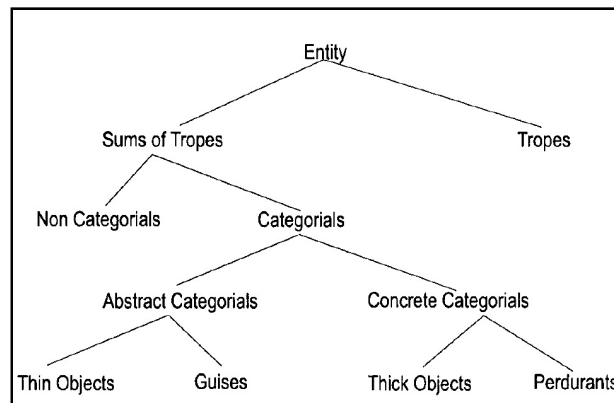 Entity
Sums of Tropes
Tropes
Non Categorials
Categorials
Abstract Categorials
Concrete Categorials
Thin Objects
Guises
Thick Objects
Perdurants